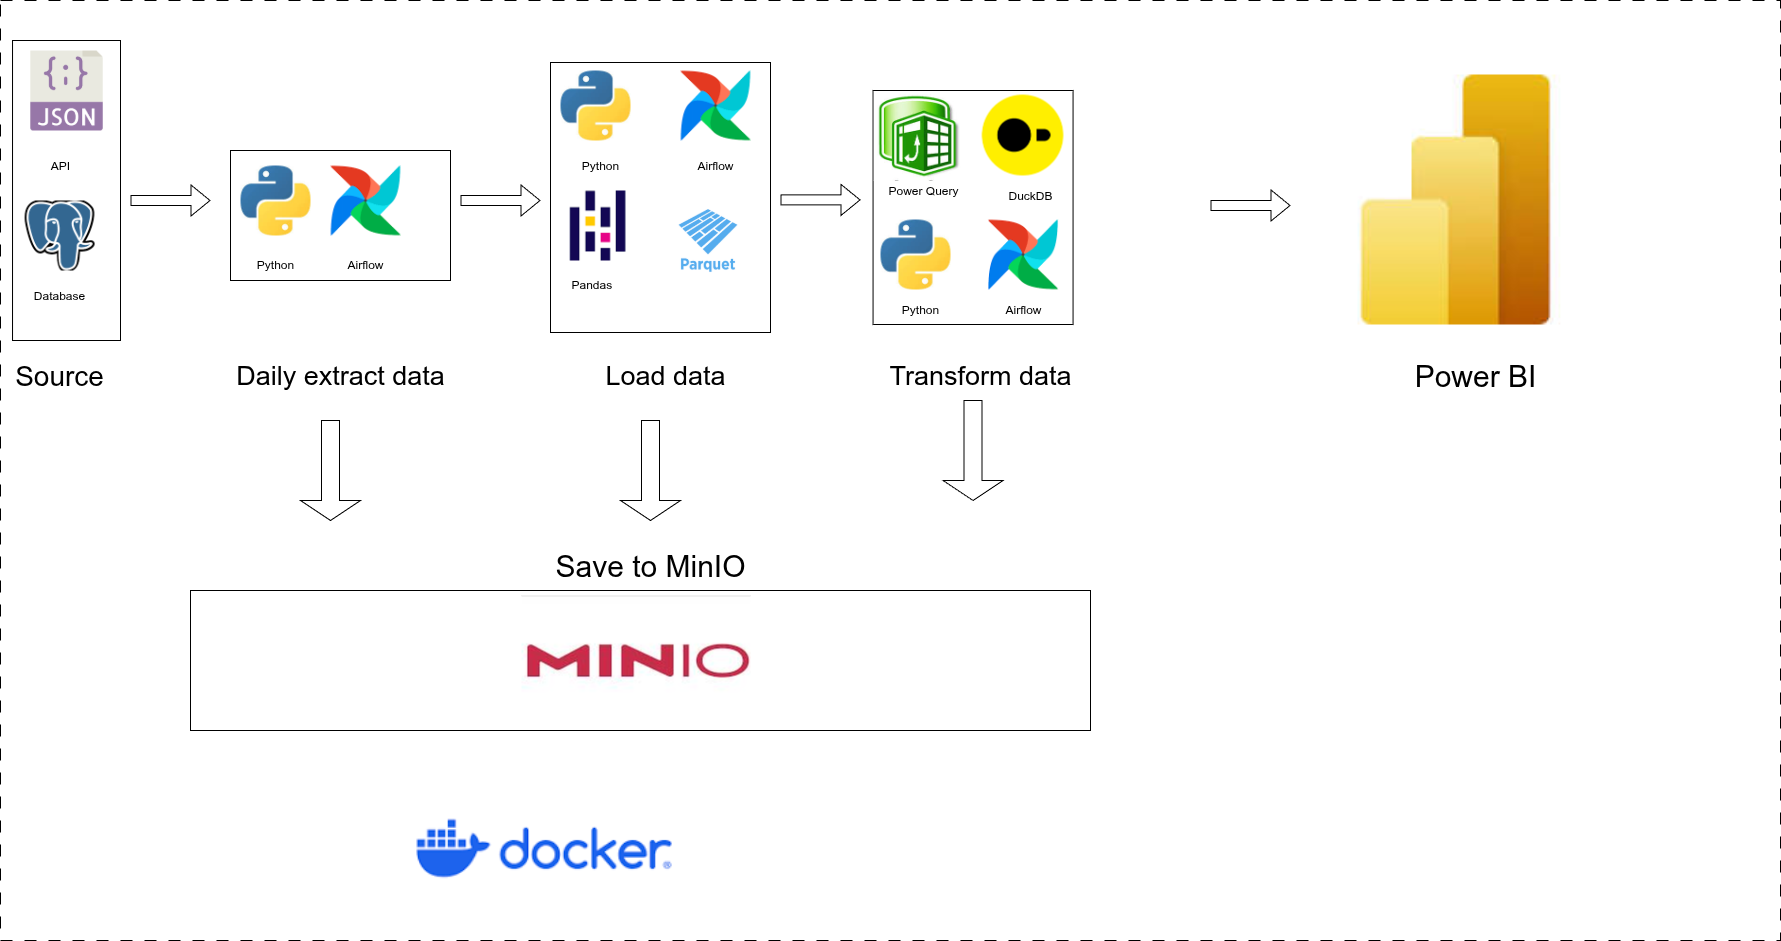 JSON
API
Database
Source
Python
Airflow
Daily extract data
Python
Airflow
Pandas
Parquet
Load data
Power Query
DuckDB
Python
Airflow
Transform data
Power BI
Save to MinIO
MINIO
docker®